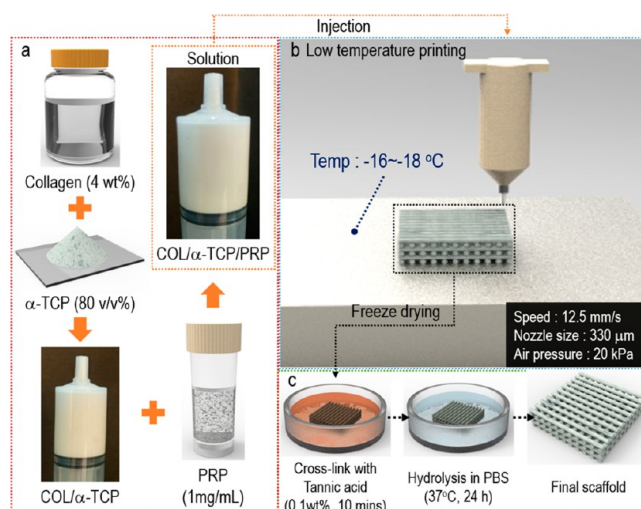 Injection
a
Solution
Collagen (4 wt%)
COL/α-TCP/PRP
α-TCP (80 v/v%)
COL/α-TCP
PRP
(1mg/mL)
b Low temperature printing
Temp : -16~-18 ºC
Freeze drying
Speed : 12.5 mm/s
Nozzle size : 330 μm
Air pressure : 20 kPa
c
Cross-link with
Tannic acid
(0.1wt%, 10 mins)
Hydrolysis in PBS
(37ºC, 24 h)
Final scaffold